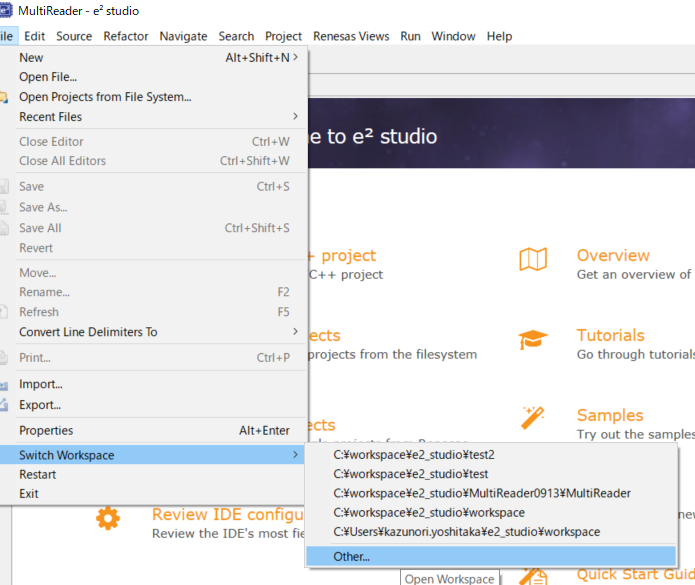 MultiReader - e² studio
ile Edit Source Refactor Navigate Search Project Renesas Views Run Window Help
New Alt+Shift+N >
Open File...
Open Projects from File System...
Recent Files >
Close Editor Ctrl+W
Close All Editors Ctrl+Shift+W
Save Ctrl+S
Save As...
Save All Ctrl+Shift+S
Revert
Move...
Rename... F2
Refresh F5
Convert Line Delimiters To >
Print... Ctrl+P
Import...
Export...
Properties Alt+Enter
Switch Workspace >
Restart
Exit
C:¥workspace¥e2_studio¥test2
C:¥workspace¥e2_studio¥test
C:¥workspace¥e2_studio¥MultiReader0913¥MultiReader
C:¥workspace¥e2_studio¥workspace
C:¥Users¥kazunori.yoshitaka¥e2_studio¥workspace
Other...
Open Workspace
e to e² studio
+ project
C++ project
ects
projects from the filesystem
ects
Review IDE configu
Review the IDE's most fie
Overview
Get an overview of
Tutorials
Go through tutorials
Samples
Try out the samples
new
Quick Start Guid